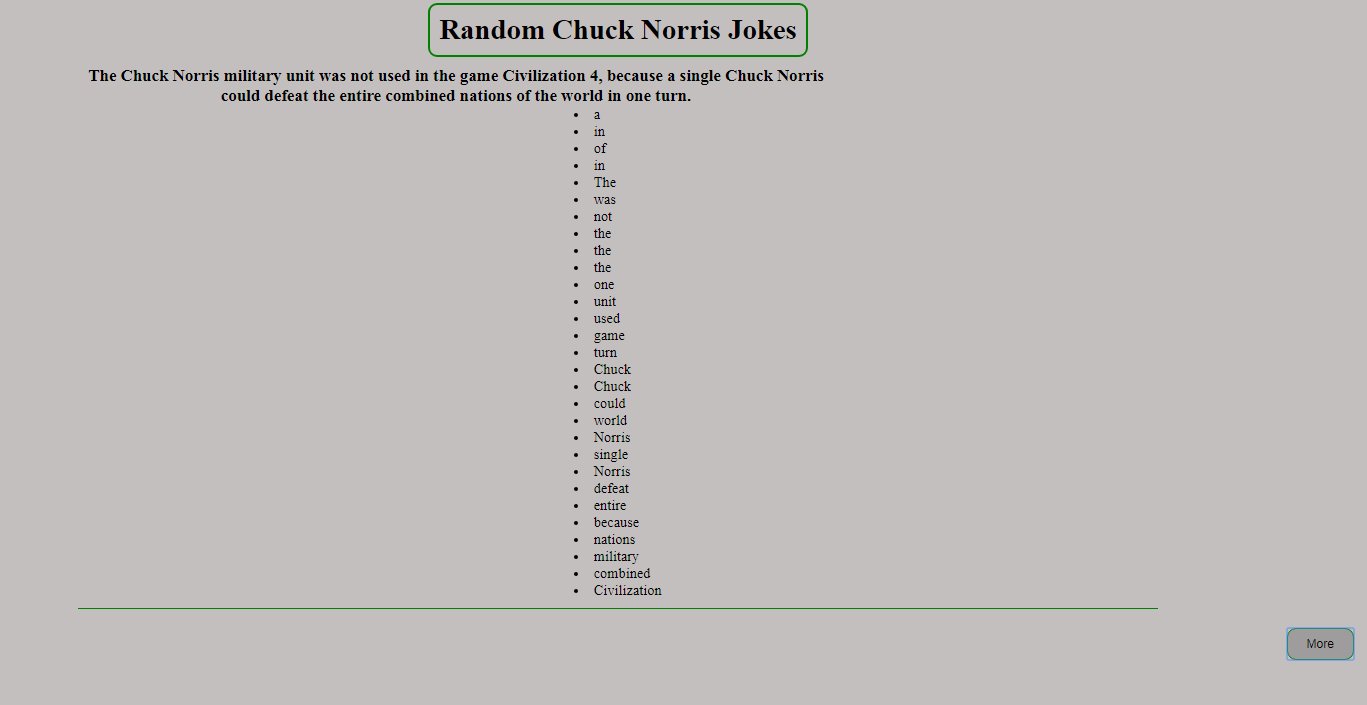 Random Chuck Norris Jokes
The Chuck Norris military unit was not used in the game Civilization 4, because a single Chuck Norris
could defeat the entire combined nations of the world in one turn.
• a
• in
• of
• in
• The
• was
• not
• the
• the
• the
• one
• unit
• used
• game
• turn
• Chuck
• Chuck
• could
• world
• Norris
• single
• Norris
• defeat
• entire
• because
• nations
• military
• combined
• Civilization
More